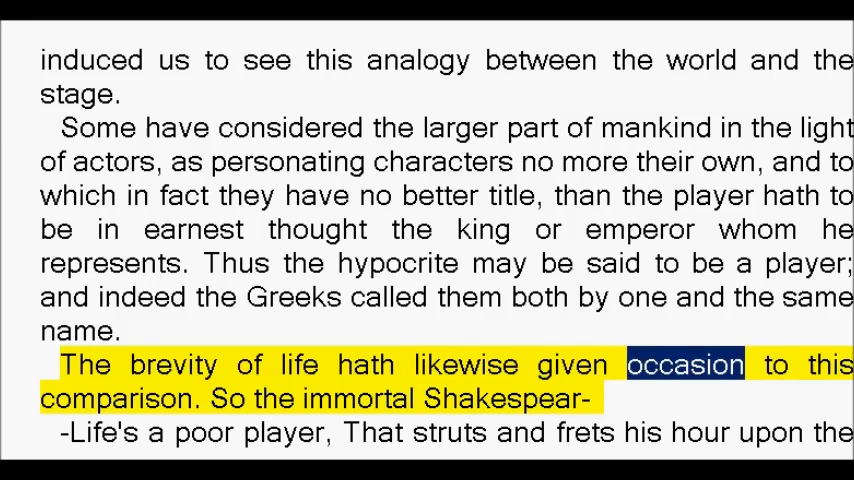 induced us to see this analogy between the world and the
stage.
Some have considered the larger part of mankind in the light
of actors, as personating characters no more their own, and to
which in fact they have no better title, than the player hath to
be in earnest thought the king or emperor whom he
represents. Thus the hypocrite may be said to be a player;
and indeed the Greeks called them both by one and the same
name.
The brevity of life hath likewise given occasion to this
comparison. So the immortal Shakespear-
-Life's a poor player, That struts and frets his hour upon the